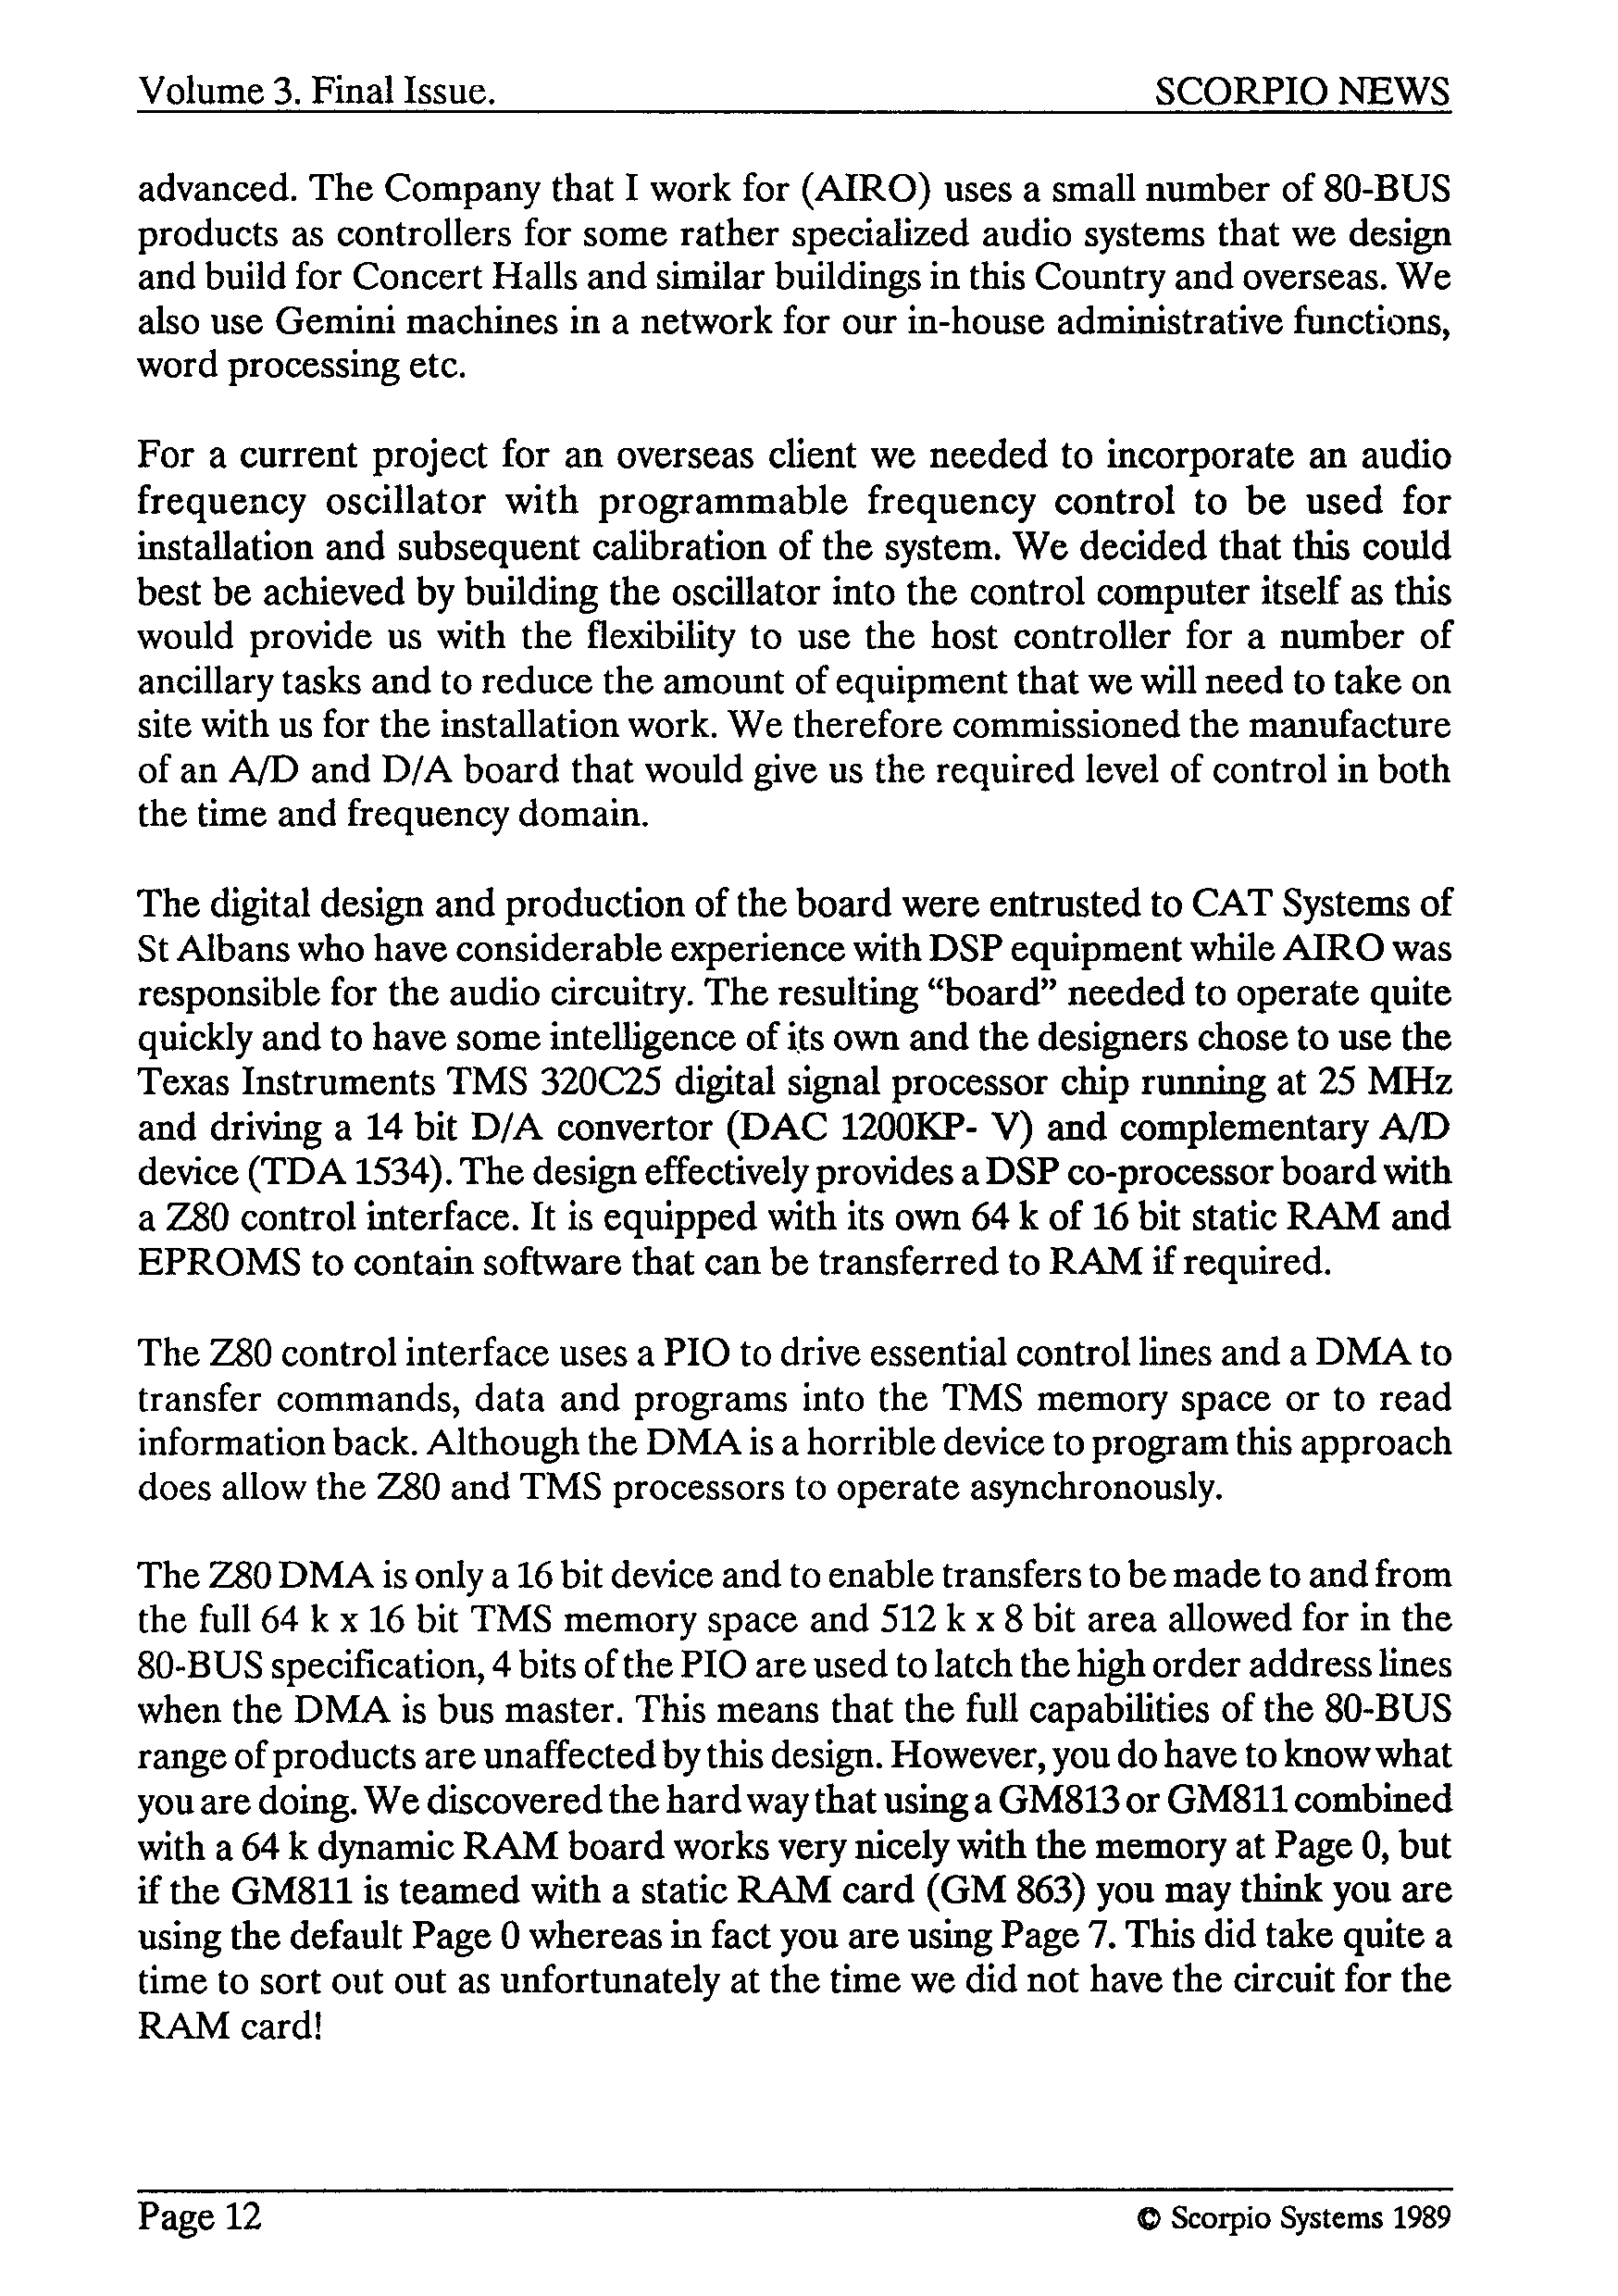 Volume 3. Final Issue. SCORPIO NEWS
advanced. The Company that I work for (AIRO) uses a small number of 80-BUS
products as controllers for some rather specialized audio systems that we design
and build for Concert Halls and similar buildings in this Country and overseas. We
also use Gemini machines in a network for our in-house administrative functions,
word processing etc.
For a current project for an overseas client we needed to incorporate an audio
frequency oscillator with programmable frequency control to be used for
installation and subsequent calibration of the system. We decided that this could
best be achieved by building the oscillator into the control computer itself as this
would provide us with the flexibility to use the host controller for a number of
ancillary tasks and to reduce the amount of equipment that we will need to take on
site with us for the installation work. We therefore commissioned the manufacture
of an A/D and D/A board that would give us the required level of control in both
the time and frequency domain.
The digital design and production of the board were entrusted to CAT Systems of
St Albans who have considerable experience with DSP equipment while AIRO was
responsible for the audio circuitry. The resulting “board” needed to operate quite
quickly and to have some intelligence of its own and the designers chose to use the
Texas Instruments TMS 320C25 digital signal processor chip running at 25 MHz
and driving a 14 bit D/A convertor (DAC 1200KP- V) and complementary A/D
device (TDA 1534). The design effectively provides a DSP co-processor board with
a Z80 control interface. It is equipped with its own 64 k of 16 bit static RAM and
EPROMS to contain software that can be transferred to RAM if required.
The Z80 control interface uses a PIO to drive essential control lines and a DMA to
transfer commands, data and programs into the TMS memory space or to read
information back. Although the DMA is a horrible device to program this approach
does allow the Z80 and TMS processors to operate asynchronously.
The Z80 DMA is only a 16 bit device and to enable transfers to be made to and from
the full 64 k x 16 bit TMS memory space and 512 k x 8 bit area allowed for in the
80-BUS specification, 4 bits of the PIO are used to latch the high order address lines
when the DMA is bus master. This means that the full capabilities of the 80-BUS
range of products are unaffected by this design. However, you do have to know what
you are doing. We discovered the hard way that using a GM813 or GM811 combined
with a 64 k dynamic RAM board works very nicely with the memory at Page 0, but
if the GM811 is teamed with a static RAM card (GM 863) you may think you are
using the default Page 0 whereas in fact you are using Page 7. This did take quite a
time to sort out out as unfortunately at the time we did not have the circuit for the
RAM card!
Page 12 © Scorpio Systems 1989